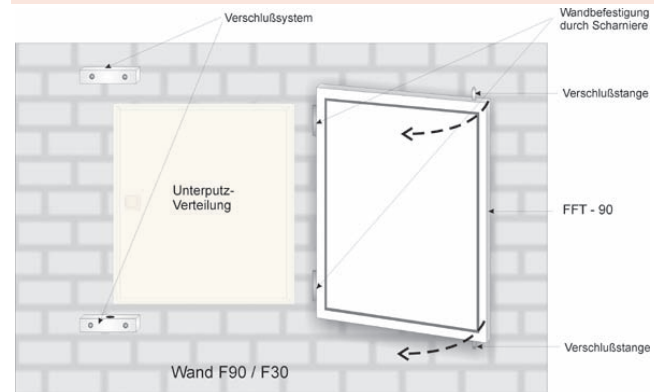 Verschlußsystem
Wandbefestigung
durch Scharniere
Verschlußstange
Unterputz-
Verteilung
FFT - 90
Verschlußstange
Wand F90 / F30